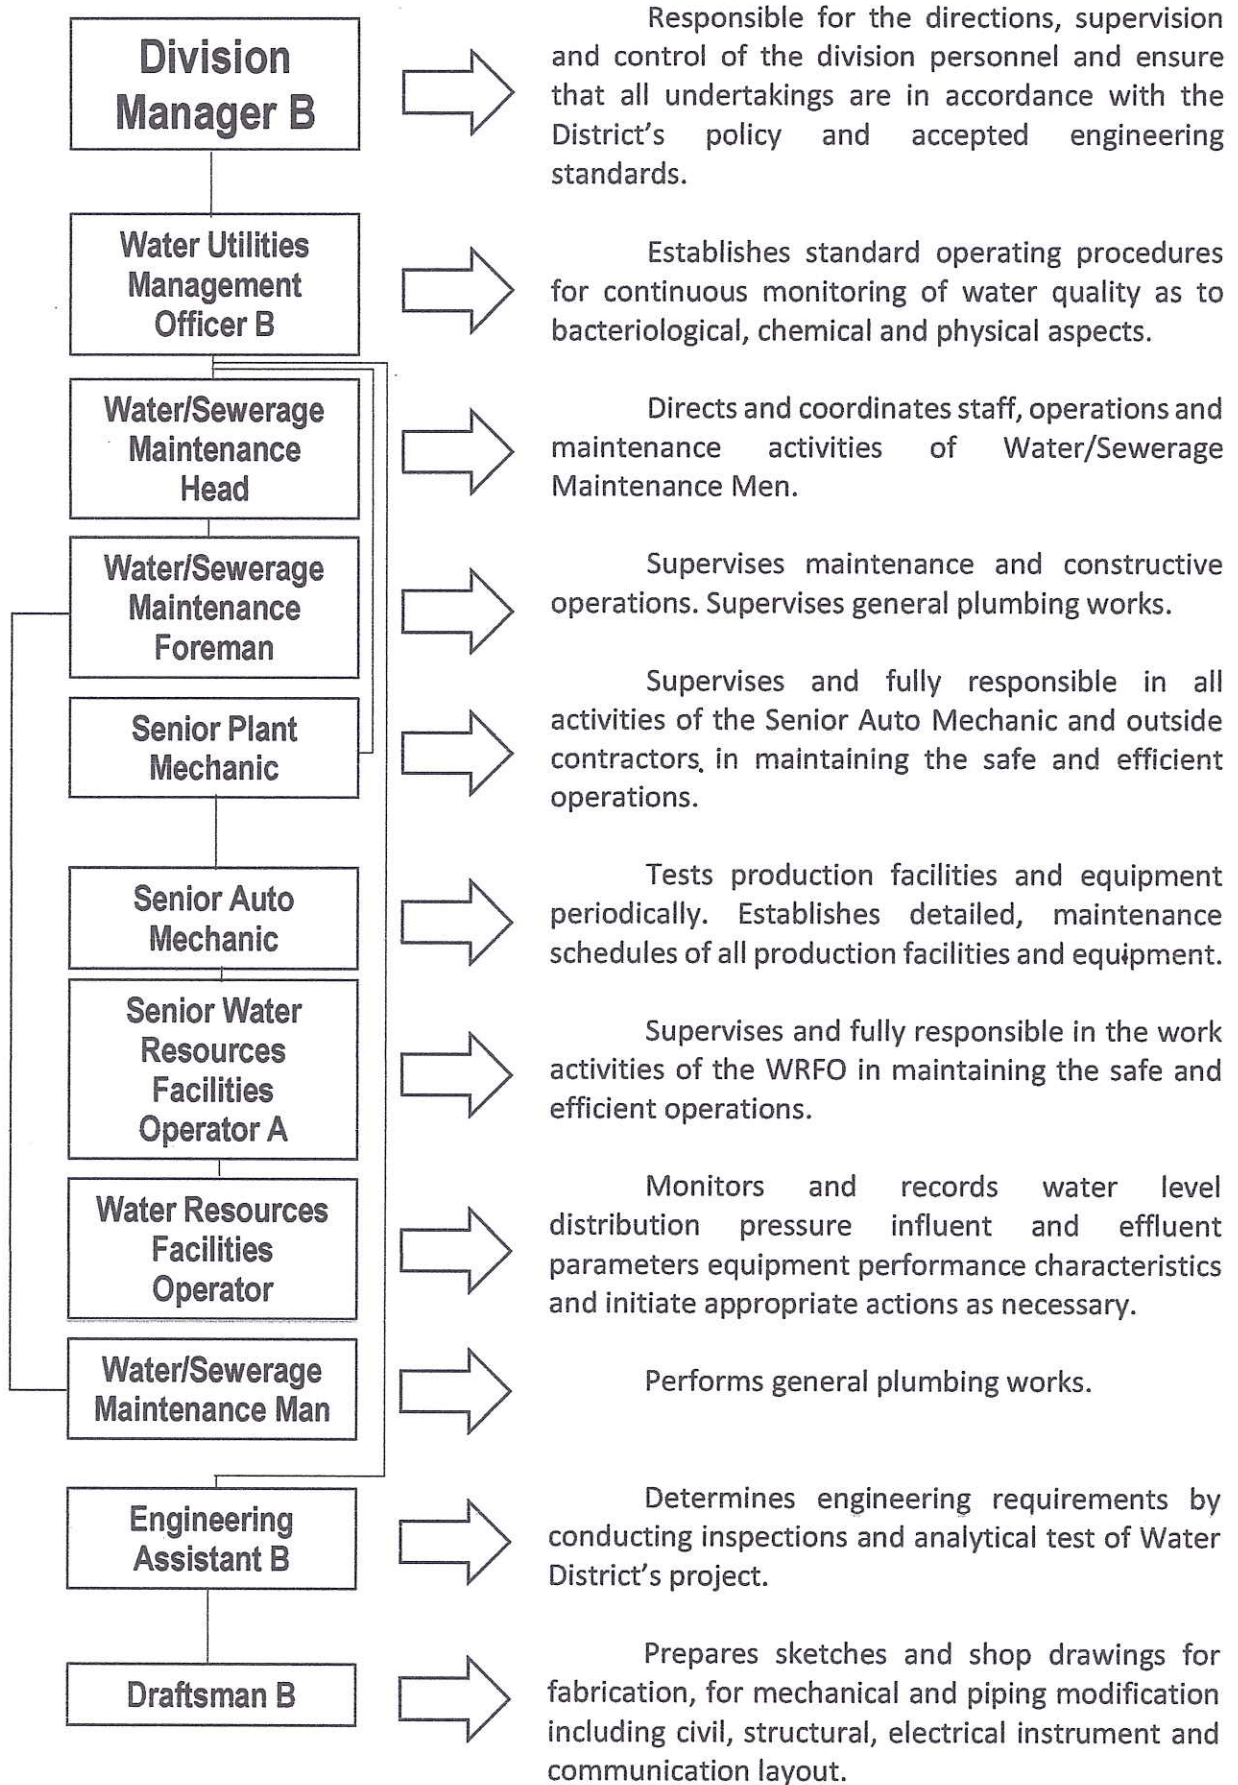 Division
Manager B
Responsible for the directions, supervision
and control of the division personnel and ensure
that all undertakings are in accordance with the
District's policy and accepted engineering
standards.
Water Utilities
Management
Officer B
Establishes standard operating procedures
for continuous monitoring of water quality as to
bacteriological, chemical and physical aspects.
Water/Sewerage
Maintenance
Head
Directs and coordinates staff, operations and
maintenance activities of Water/Sewerage
Maintenance Men.
Water/Sewerage
Maintenance
Foreman
Supervises maintenance and constructive
operations. Supervises general plumbing works.
Senior Plant
Mechanic
Supervises and fully responsible in all
activities of the Senior Auto Mechanic and outside
contractors. in maintaining the safe and efficient
operations.
Senior Auto
Mechanic
Tests production facilities and equipment
periodically. Establishes detailed, maintenance
schedules of all production facilities and equipment.
Senior Water
Resources
Facilities
Operator A
Supervises and fully responsible in the work
activities of the WRFO in maintaining the safe and
efficient operations.
Water Resources
Facilities
Operator
Monitors and records water level
distribution pressure influent and effluent
parameters equipment performance characteristics
and initiate appropriate actions as necessary.
Water/Sewerage
Maintenance Man
Performs general plumbing works.
Engineering
Assistant B
Determines engineering requirements by
conducting inspections and analytical test of Water
District's project.
Draftsman B
Prepares sketches and shop drawings for
fabrication, for mechanical and piping modification
including civil, structural, electrical instrument and
communication layout.